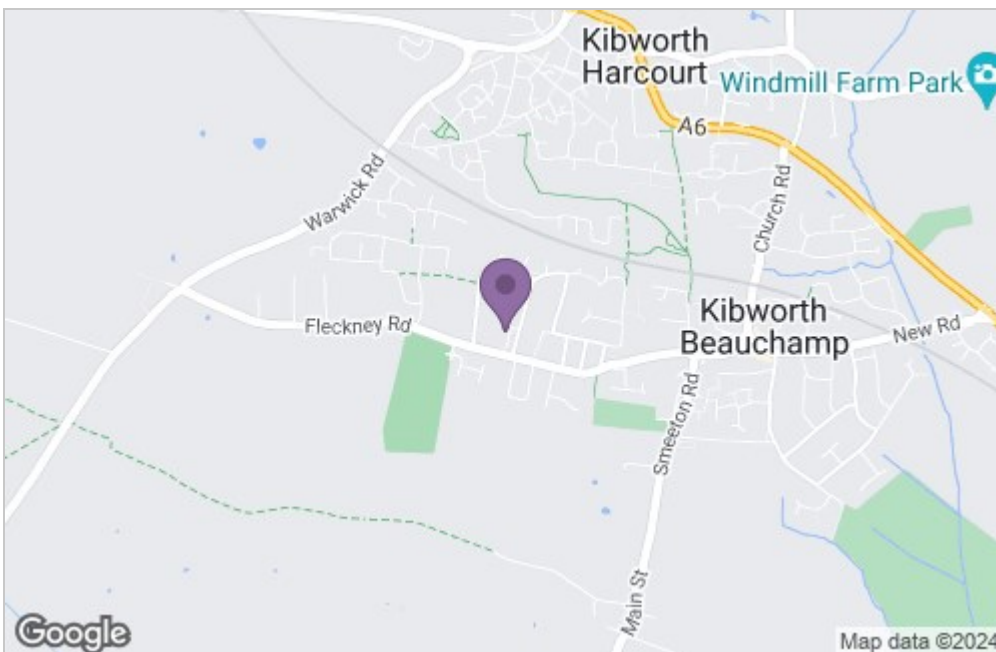 Kibworth
Harcourt
Windmill Farm Park
A6
Warwick Rd
Church Rd
Fleckney Rd
Kibworth
Beauchamp
New Rd
Smeeton Rd
Main St
Google
Map data ©2024